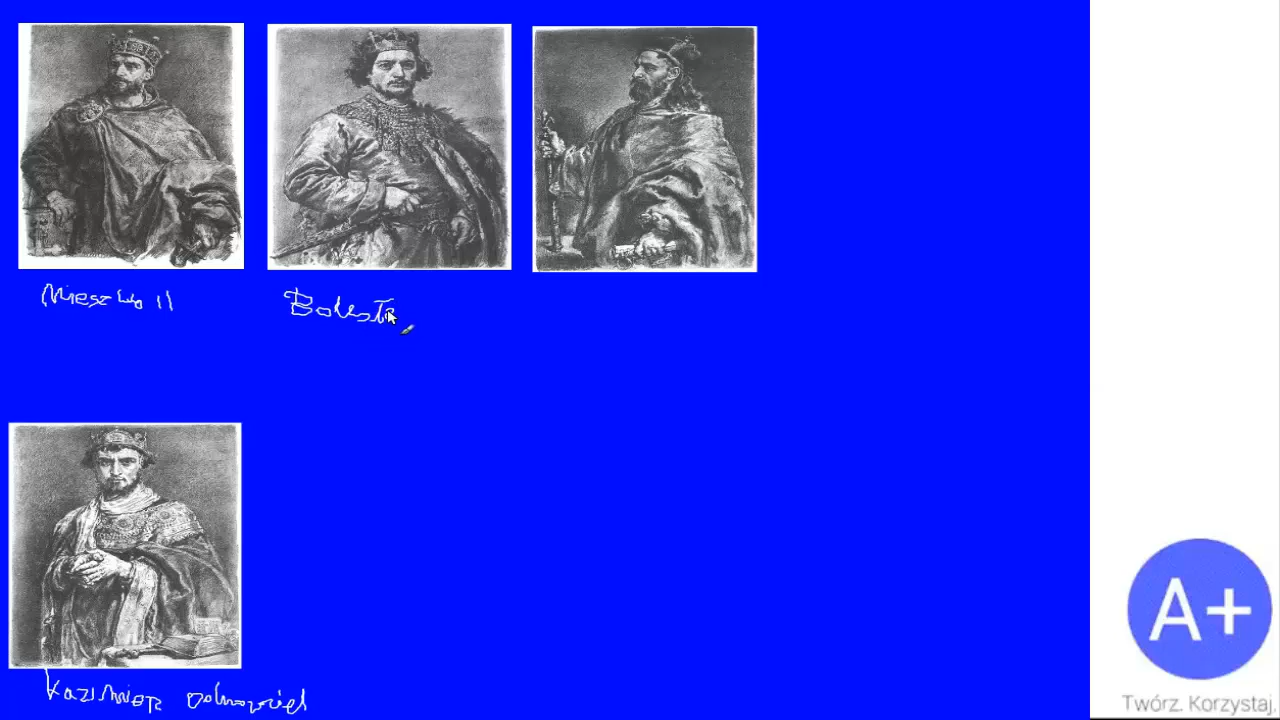 Mieszko II
Bolesła
Kazimierz Odnowiciel
A+
Twórz. Korzystaj.